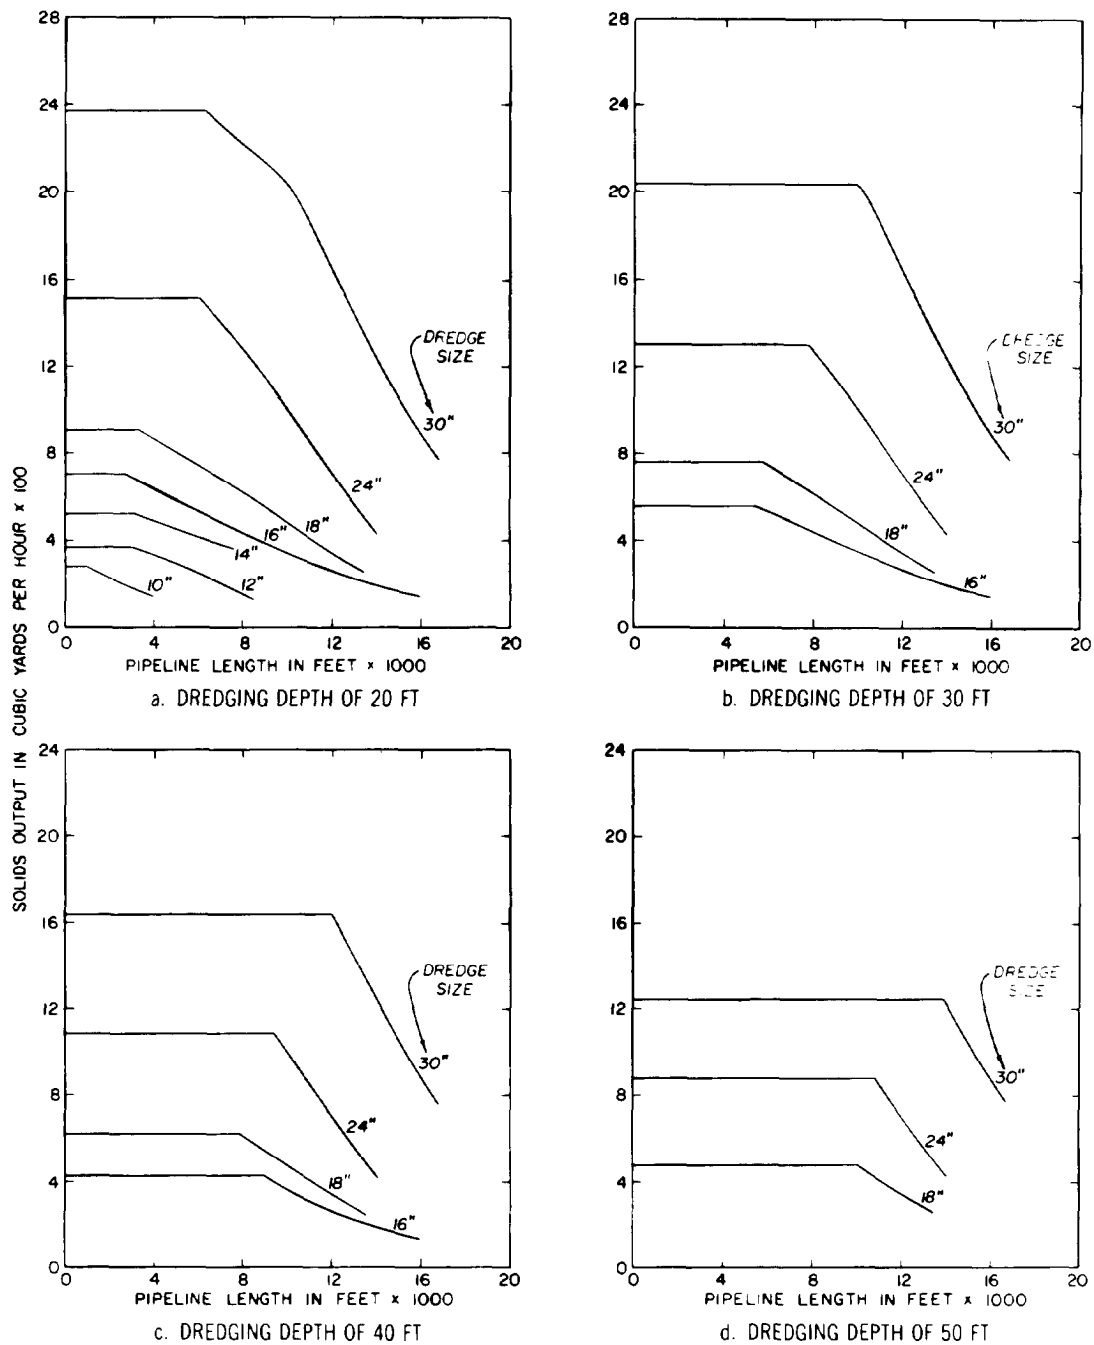 SOLIDS OUTPUT IN CUBIC YARDS PER HOUR × 100
28
24
20
16
12
8
4
0
0 4 8 12 16 20
DREDGE
SIZE
30"
24"
18"
16"
14"
12"
10"
PIPELINE LENGTH IN FEET × 1000
a. DREDGING DEPTH OF 20 FT
28
24
20
16
12
8
4
0
0 4 8 12 16 20
DREDGE
SIZE
30"
24"
18"
16"
PIPELINE LENGTH IN FEET × 1000
b. DREDGING DEPTH OF 30 FT
24
20
16
12
8
4
0
0 4 8 12 16 20
DREDGE
SIZE
30"
24"
18"
16"
PIPELINE LENGTH IN FEET × 1000
c. DREDGING DEPTH OF 40 FT
24
20
16
12
8
4
0
0 4 8 12 16 20
DREDGE
SIZE
30"
24"
18"
PIPELINE LENGTH IN FEET × 1000
d. DREDGING DEPTH OF 50 FT